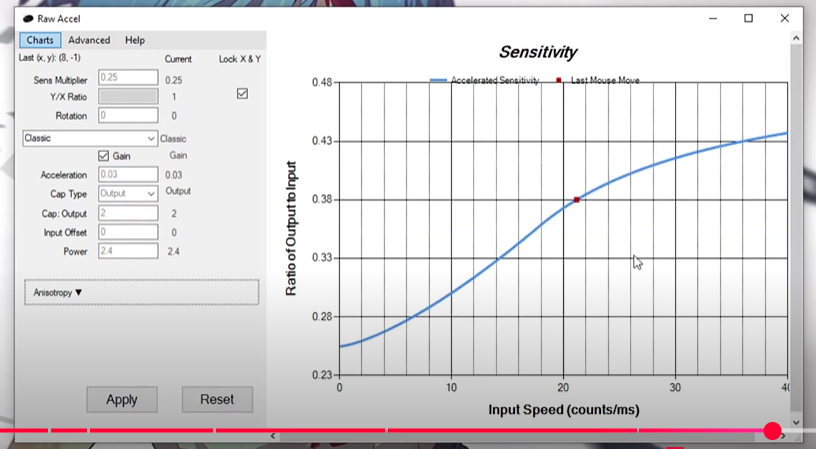 Raw Accel
Charts Advanced Help
Last (x, y): (8, -1) Current Lock X & Y
Sens Multiplier 0.25 0.25
Y/X Ratio 1
Rotation 0 0
Classic Classic
Gain Gain
Acceleration 0.03 0.03
Cap Type Output Output
Cap: Output 2 2
Input Offset 0 0
Power 2.4 2.4
Anisotropy ▼
Apply Reset
Sensitivity
Accelerated Sensitivity Last Mouse Move
Ratio of Output to Input
0.48
0.43
0.38
0.33
0.28
0.23
0 10 20 30 40
Input Speed (counts/ms)